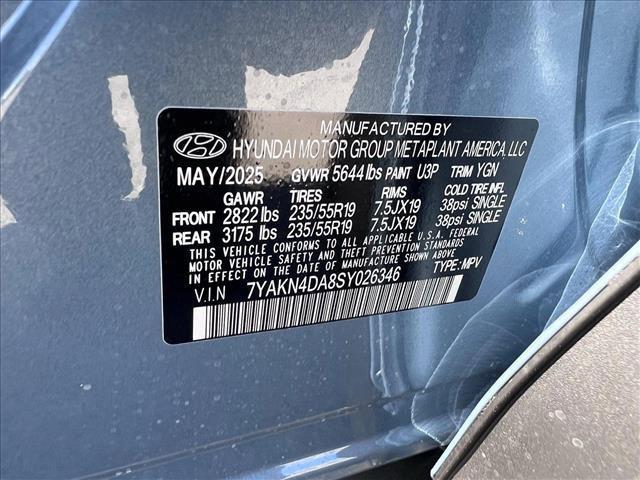 MANUFACTURED BY
HYUNDAI MOTOR GROUP METAPLANT AMERICA, LLC
MAY/2025 GVWR 5644 lbs PAINT U3P TRIM YGN
GAWR TIRES RIMS COLD TIRE INFL
FRONT 2822 lbs 235/55R19 7.5JX19 38psi SINGLE
REAR 3175 lbs 235/55R19 7.5JX19 38psi SINGLE
THIS VEHICLE CONFORMS TO ALL APPLICABLE U.S.A. FEDERAL
MOTOR VEHICLE SAFETY AND THEFT PREVENTION STANDARDS
IN EFFECT ON THE DATE OF MANUFACTURE SHOWN ABOVE.
V.I.N 7YAKN4DA8SY026346 TYPE: MPV